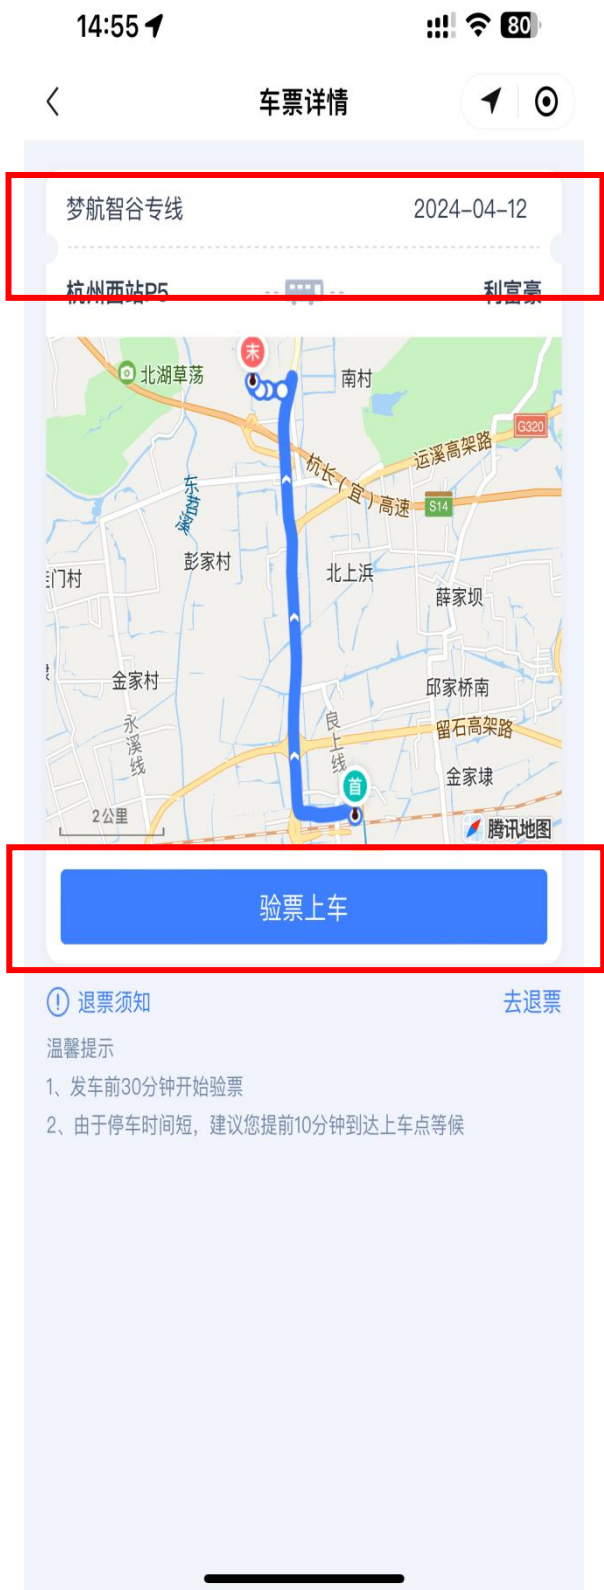 14:55
80
车票详情
梦航智谷专线 2024-04-12
杭州西站P5 利富豪
未
北湖草荡
南村
G320
运溪高架路
杭长（宜）高速
S14
东苕溪
彭家村
门村
北上浜
薛家坝
金家村
邱家桥南
永溪线
良上线
留石高架路
首
金家埭
2公里
腾讯地图
验票上车
退票须知 去退票
温馨提示
1、发车前30分钟开始验票
2、由于停车时间短，建议您提前10分钟到达上车点等候